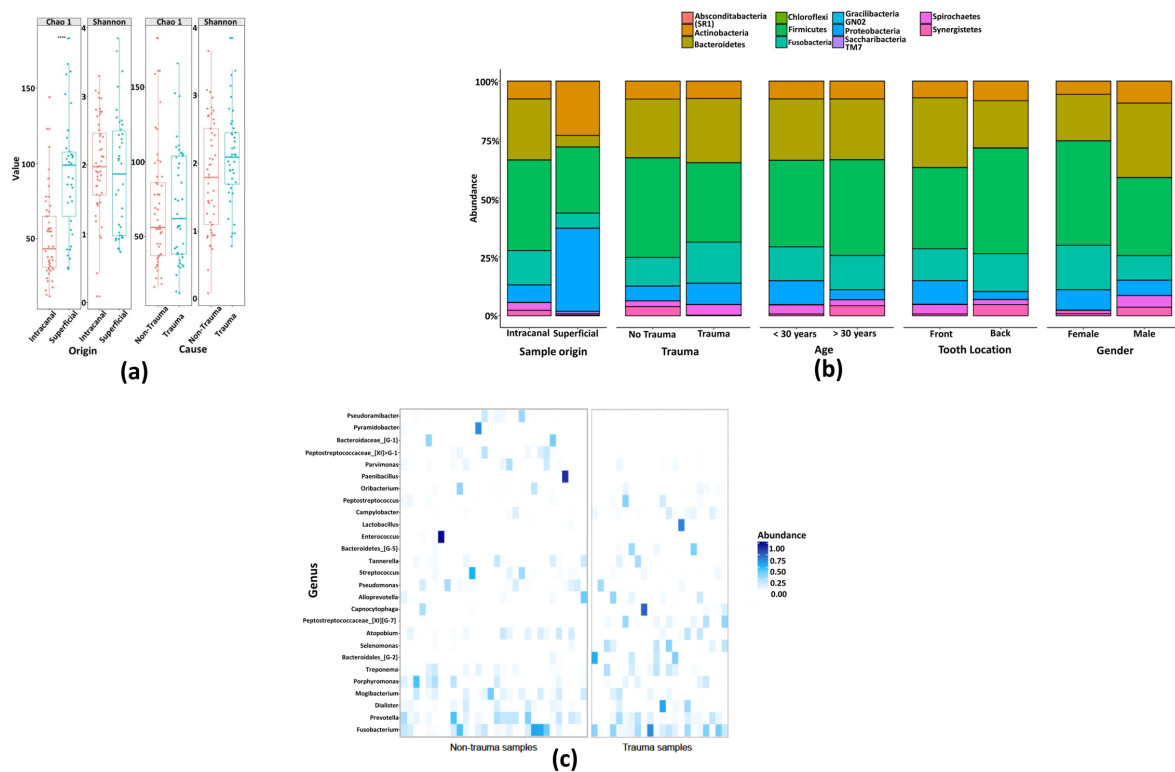 Chao 1
Shannon
Chao 1
Shannon
****
Value
150
100
50
4
3
2
1
0
150
100
50
4
3
2
1
0
Intracanal
Superficial
Intracanal
Superficial
Non-Trauma
Trauma
Non-Trauma
Trauma
Origin
Cause
(a)
Absconditabacteria
(SR1)
Actinobacteria
Bacteroidetes
Chloroflexi
Firmicutes
Fusobacteria
Gracilibacteria
GN02
Proteobacteria
Saccharibacteria
TM7
Spirochaetes
Synergistetes
Abundance
100%
75%
50%
25%
0%
Intracanal Superficial
No Trauma Trauma
< 30 years > 30 years
Front Back
Female Male
Sample origin
Trauma
Age
Tooth Location
Gender
(b)
Genus
Pseudoramibacter
Pyramidobacter
Bacteroidaceae_[G-1]
Peptostreptococcaceae_[XI]>G-1
Parvimonas
Paenibacillus
Oribacterium
Peptostreptococcus
Campylobacter
Lactobacillus
Enterococcus
Bacteroidetes_[G-5]
Tannerella
Streptococcus
Pseudomonas
Alloprevotella
Capnocytophaga
Peptostreptococcaceae_[XI][G-7]
Atopobium
Selenomonas
Bacteroidales_[G-2]
Treponema
Porphyromonas
Mogibacterium
Dialister
Prevotella
Fusobacterium
Non-trauma samples
Trauma samples
Abundance
1.00
0.75
0.50
0.25
0.00
(c)